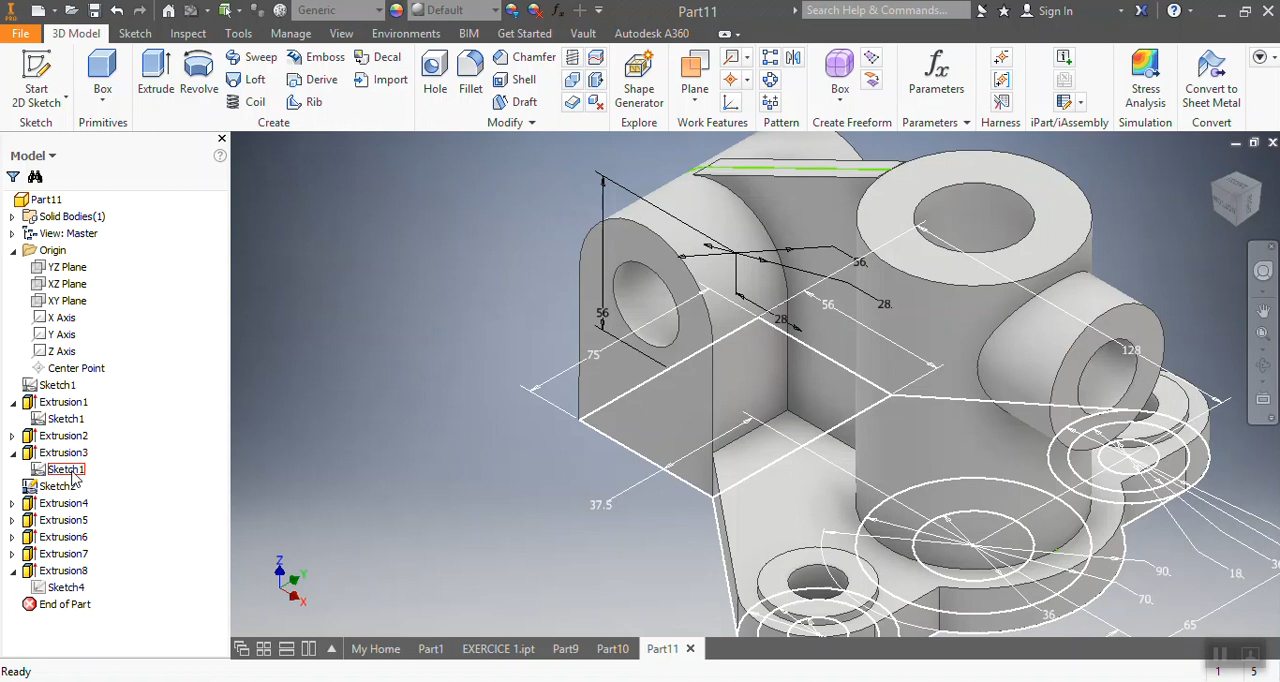 PRO
Generic
Default
Part11
Search Help & Commands...
Sign In
File
3D Model
Sketch
Inspect
Tools
Manage
View
Environments
BIM
Get Started
Vault
Autodesk A360
Start
2D Sketch
Box
Extrude
Revolve
Sweep
Loft
Coil
Emboss
Derive
Rib
Decal
Import
Hole
Fillet
Chamfer
Shell
Draft
Shape
Generator
Plane
Box
Parameters
Stress
Analysis
Convert to
Sheet Metal
Sketch
Primitives
Create
Modify
Explore
Work Features
Pattern
Create Freeform
Parameters
Harness
iPart/iAssembly
Simulation
Convert
Model
Part11
Solid Bodies(1)
View: Master
Origin
YZ Plane
XZ Plane
XY Plane
X Axis
Y Axis
Z Axis
Center Point
Sketch1
Extrusion1
Sketch1
Extrusion2
Extrusion3
Sketch1
Extrusion4
Extrusion5
Extrusion6
Extrusion7
Extrusion8
Sketch4
End of Part
56
75
37.5
56.
28.
28
56
128
90.
70.
36
18.
65
Z
Y
X
My Home
Part1
EXERCICE 1.ipt
Part9
Part10
Part11
Ready
1
5